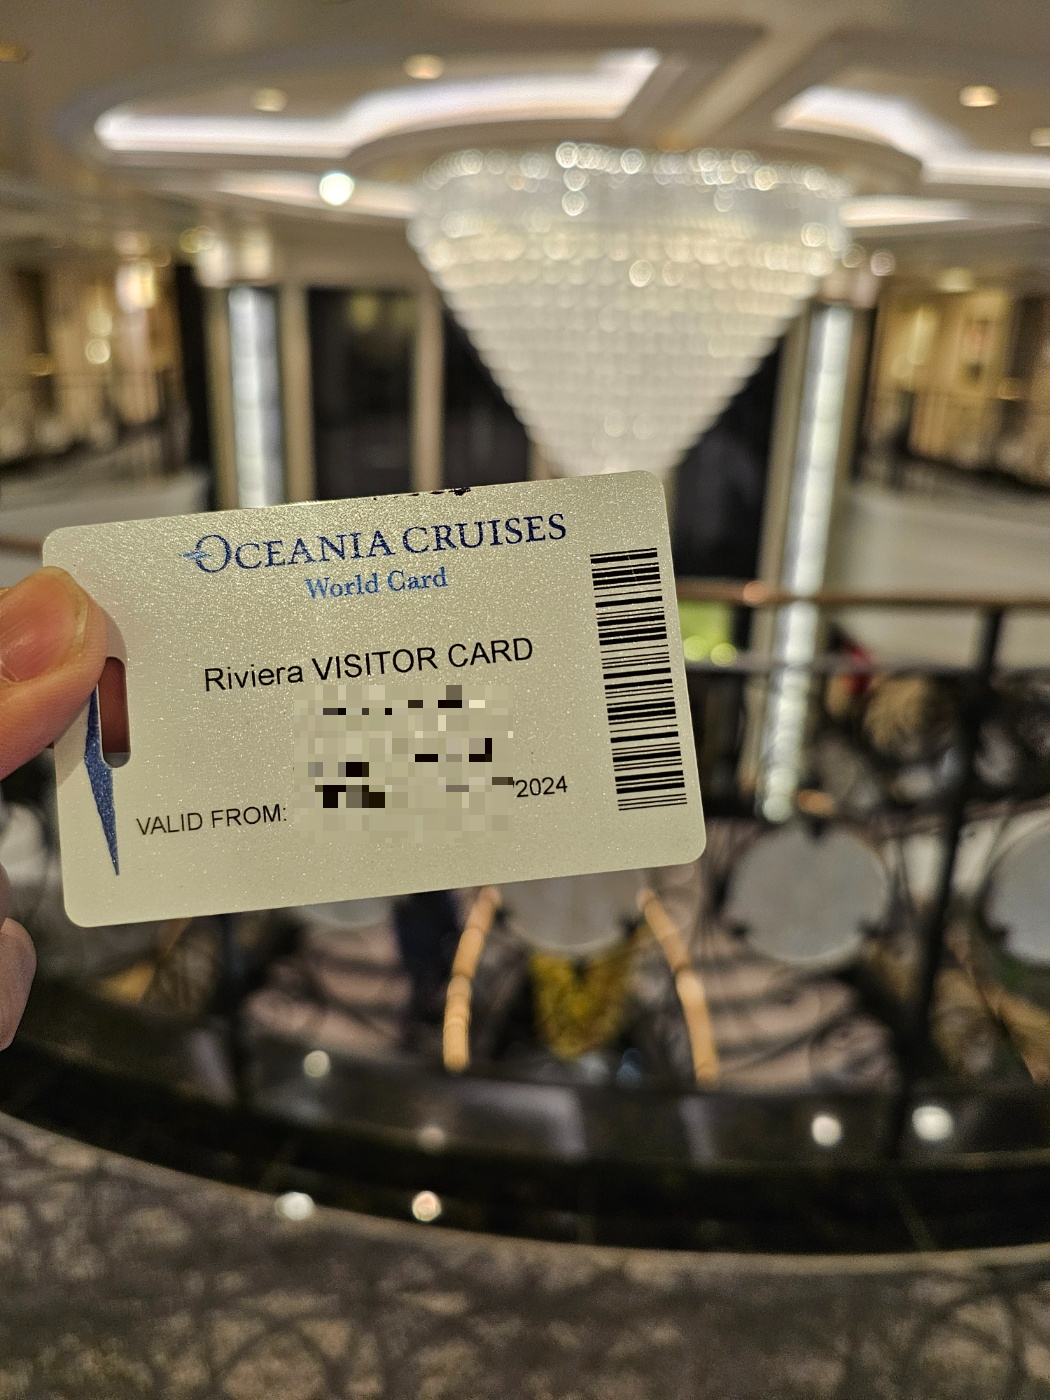 OCEANIA CRUISES
World Card
Riviera VISITOR CARD
VALID FROM: /2024